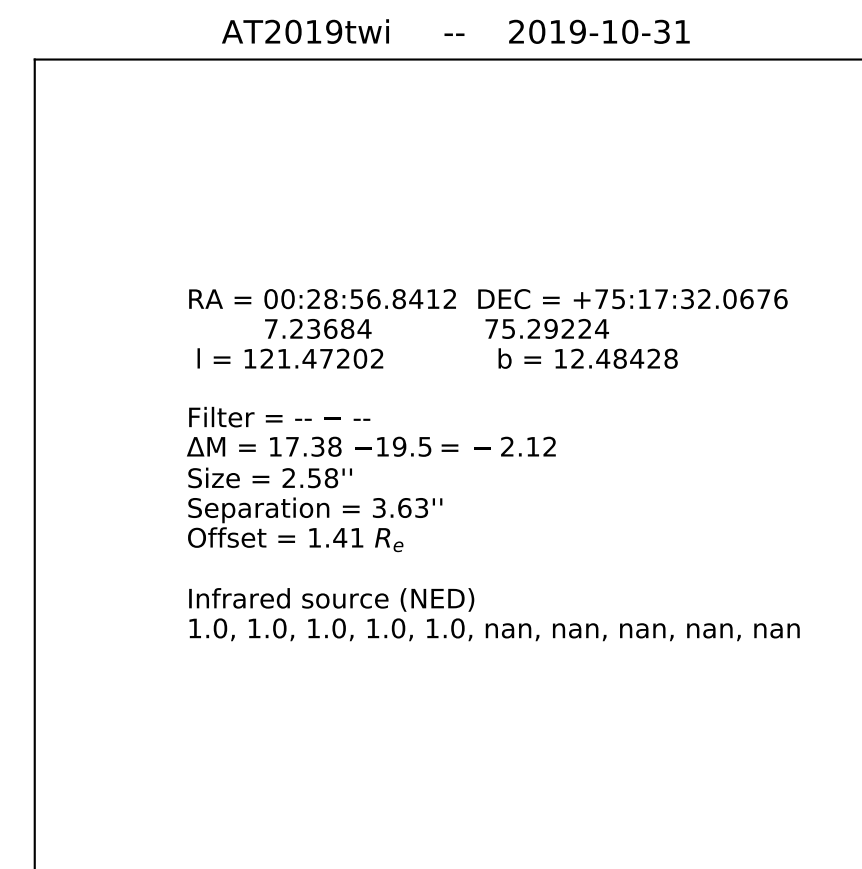 AT2019twi -- 2019-10-31
RA = 00:28:56.8412 DEC = +75:17:32.0676
7.23684 75.29224
l = 121.47202 b = 12.48428
Filter = -- − --
ΔM = 17.38 −19.5 = − 2.12
Size = 2.58''
Separation = 3.63''
Offset = 1.41 Re
Infrared source (NED)
1.0, 1.0, 1.0, 1.0, 1.0, nan, nan, nan, nan, nan